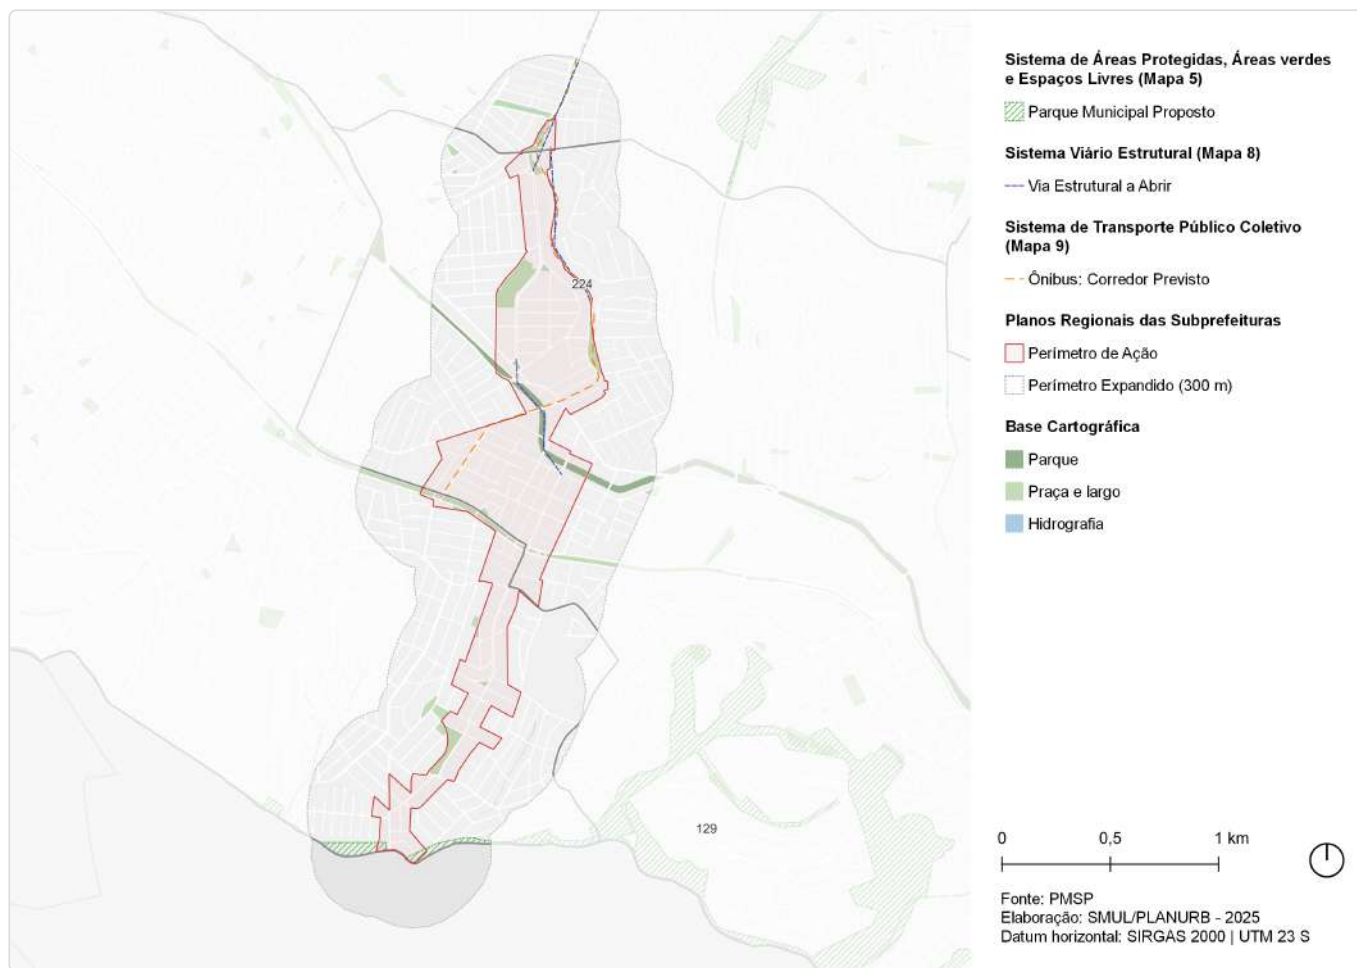 Sistema de Áreas Protegidas, Áreas verdes
e Espaços Livres (Mapa 5)
Parque Municipal Proposto
Sistema Viário Estrutural (Mapa 8)
Via Estrutural a Abrir
Sistema de Transporte Público Coletivo
(Mapa 9)
Ônibus: Corredor Previsto
Planos Regionais das Subprefeituras
Perímetro de Ação
Perímetro Expandido (300 m)
Base Cartográfica
Parque
Praça e largo
Hidrografia
224
129
0 0,5 1 km
Fonte: PMSP
Elaboração: SMUL/PLANURB - 2025
Datum horizontal: SIRGAS 2000 | UTM 23 S